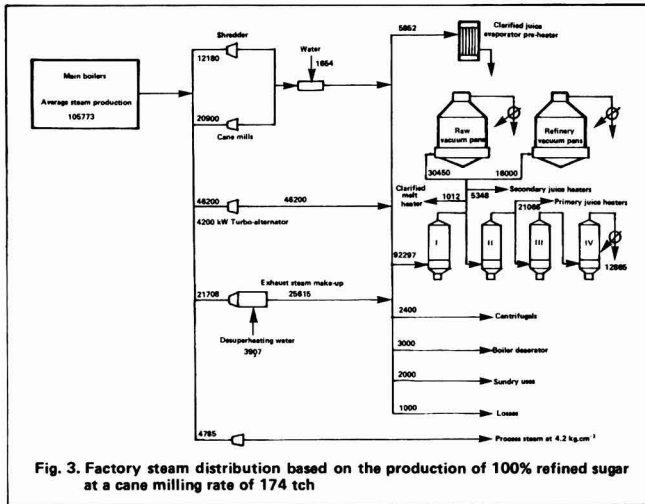 Shredder
12180
Water
1664
5852
Clarified juice
evaporator pre-heater
Main boilers
Average steam production
105773
20900
Cane mills
Raw
vacuum pans
Refinery
vacuum pans
30450
16000
Clarified
melt
heater
1012
5348
Secondary juice heaters
21066
Primary juice heaters
46200
46200
4200 kW Turbo-alternator
I
II
III
IV
92297
12865
Exhaust steam make-up
21708
25615
Desuperheating water
3907
2400
Centrifugals
3000
Boiler deaerator
2000
Sundry uses
1000
Losses
4785
Process steam at 4.2 kg.cm⁻²
Fig. 3. Factory steam distribution based on the production of 100% refined sugar
at a cane milling rate of 174 tch